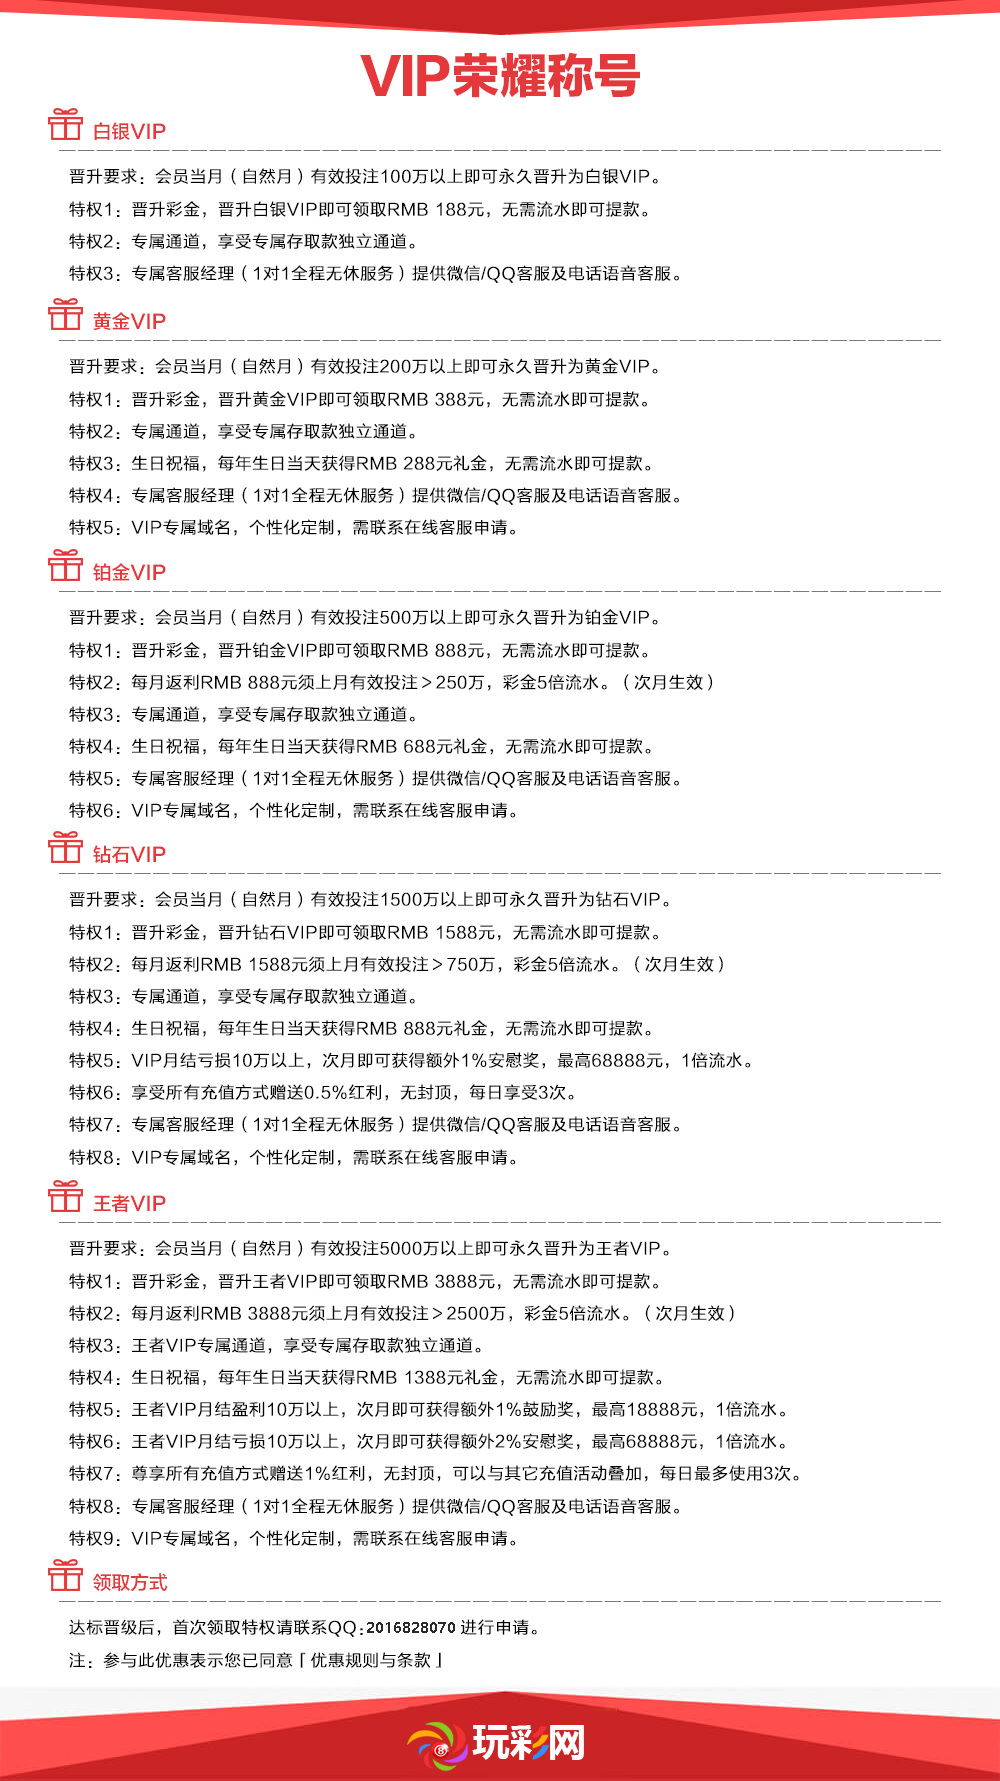 VIP荣耀称号
白银VIP
晋升要求：会员当月（自然月）有效投注100万以上即可永久晋升为白银VIP。
特权1：晋升彩金，晋升白银VIP即可领取RMB 188元，无需流水即可提款。
特权2：专属通道，享受专属存取款独立通道。
特权3：专属客服经理（1对1全程无休服务）提供微信/QQ客服及电话语音客服。
黄金VIP
晋升要求：会员当月（自然月）有效投注200万以上即可永久晋升为黄金VIP。
特权1：晋升彩金，晋升黄金VIP即可领取RMB 388元，无需流水即可提款。
特权2：专属通道，享受专属存取款独立通道。
特权3：生日祝福，每年生日当天获得RMB 288元礼金，无需流水即可提款。
特权4：专属客服经理（1对1全程无休服务）提供微信/QQ客服及电话语音客服。
特权5：VIP专属域名，个性化定制，需联系在线客服申请。
铂金VIP
晋升要求：会员当月（自然月）有效投注500万以上即可永久晋升为铂金VIP。
特权1：晋升彩金，晋升铂金VIP即可领取RMB 888元，无需流水即可提款。
特权2：每月返利RMB 888元须上月有效投注＞250万，彩金5倍流水。（次月生效）
特权3：专属通道，享受专属存取款独立通道。
特权4：生日祝福，每年生日当天获得RMB 688元礼金，无需流水即可提款。
特权5：专属客服经理（1对1全程无休服务）提供微信/QQ客服及电话语音客服。
特权6：VIP专属域名，个性化定制，需联系在线客服申请。
钻石VIP
晋升要求：会员当月（自然月）有效投注1500万以上即可永久晋升为钻石VIP。
特权1：晋升彩金，晋升钻石VIP即可领取RMB 1588元，无需流水即可提款。
特权2：每月返利RMB 1588元须上月有效投注＞750万，彩金5倍流水。（次月生效）
特权3：专属通道，享受专属存取款独立通道。
特权4：生日祝福，每年生日当天获得RMB 888元礼金，无需流水即可提款。
特权5：VIP月结亏损10万以上，次月即可获得额外1%安慰奖，最高68888元，1倍流水。
特权6：享受所有充值方式赠送0.5%红利，无封顶，每日享受3次。
特权7：专属客服经理（1对1全程无休服务）提供微信/QQ客服及电话语音客服。
特权8：VIP专属域名，个性化定制，需联系在线客服申请。
王者VIP
晋升要求：会员当月（自然月）有效投注5000万以上即可永久晋升为王者VIP。
特权1：晋升彩金，晋升王者VIP即可领取RMB 3888元，无需流水即可提款。
特权2：每月返利RMB 3888元须上月有效投注＞2500万，彩金5倍流水。（次月生效）
特权3：王者VIP专属通道，享受专属存取款独立通道。
特权4：生日祝福，每年生日当天获得RMB 1388元礼金，无需流水即可提款。
特权5：王者VIP月结盈利10万以上，次月即可获得额外1%鼓励奖，最高18888元，1倍流水。
特权6：王者VIP月结亏损10万以上，次月即可获得额外2%安慰奖，最高68888元，1倍流水。
特权7：尊享所有充值方式赠送1%红利，无封顶，可以与其它充值活动叠加，每日最多使用3次。
特权8：专属客服经理（1对1全程无休服务）提供微信/QQ客服及电话语音客服。
特权9：VIP专属域名，个性化定制，需联系在线客服申请。
领取方式
达标晋级后，首次领取特权请联系QQ：2016828070 进行申请。
注：参与此优惠表示您已同意「优惠规则与条款」
8 玩彩网